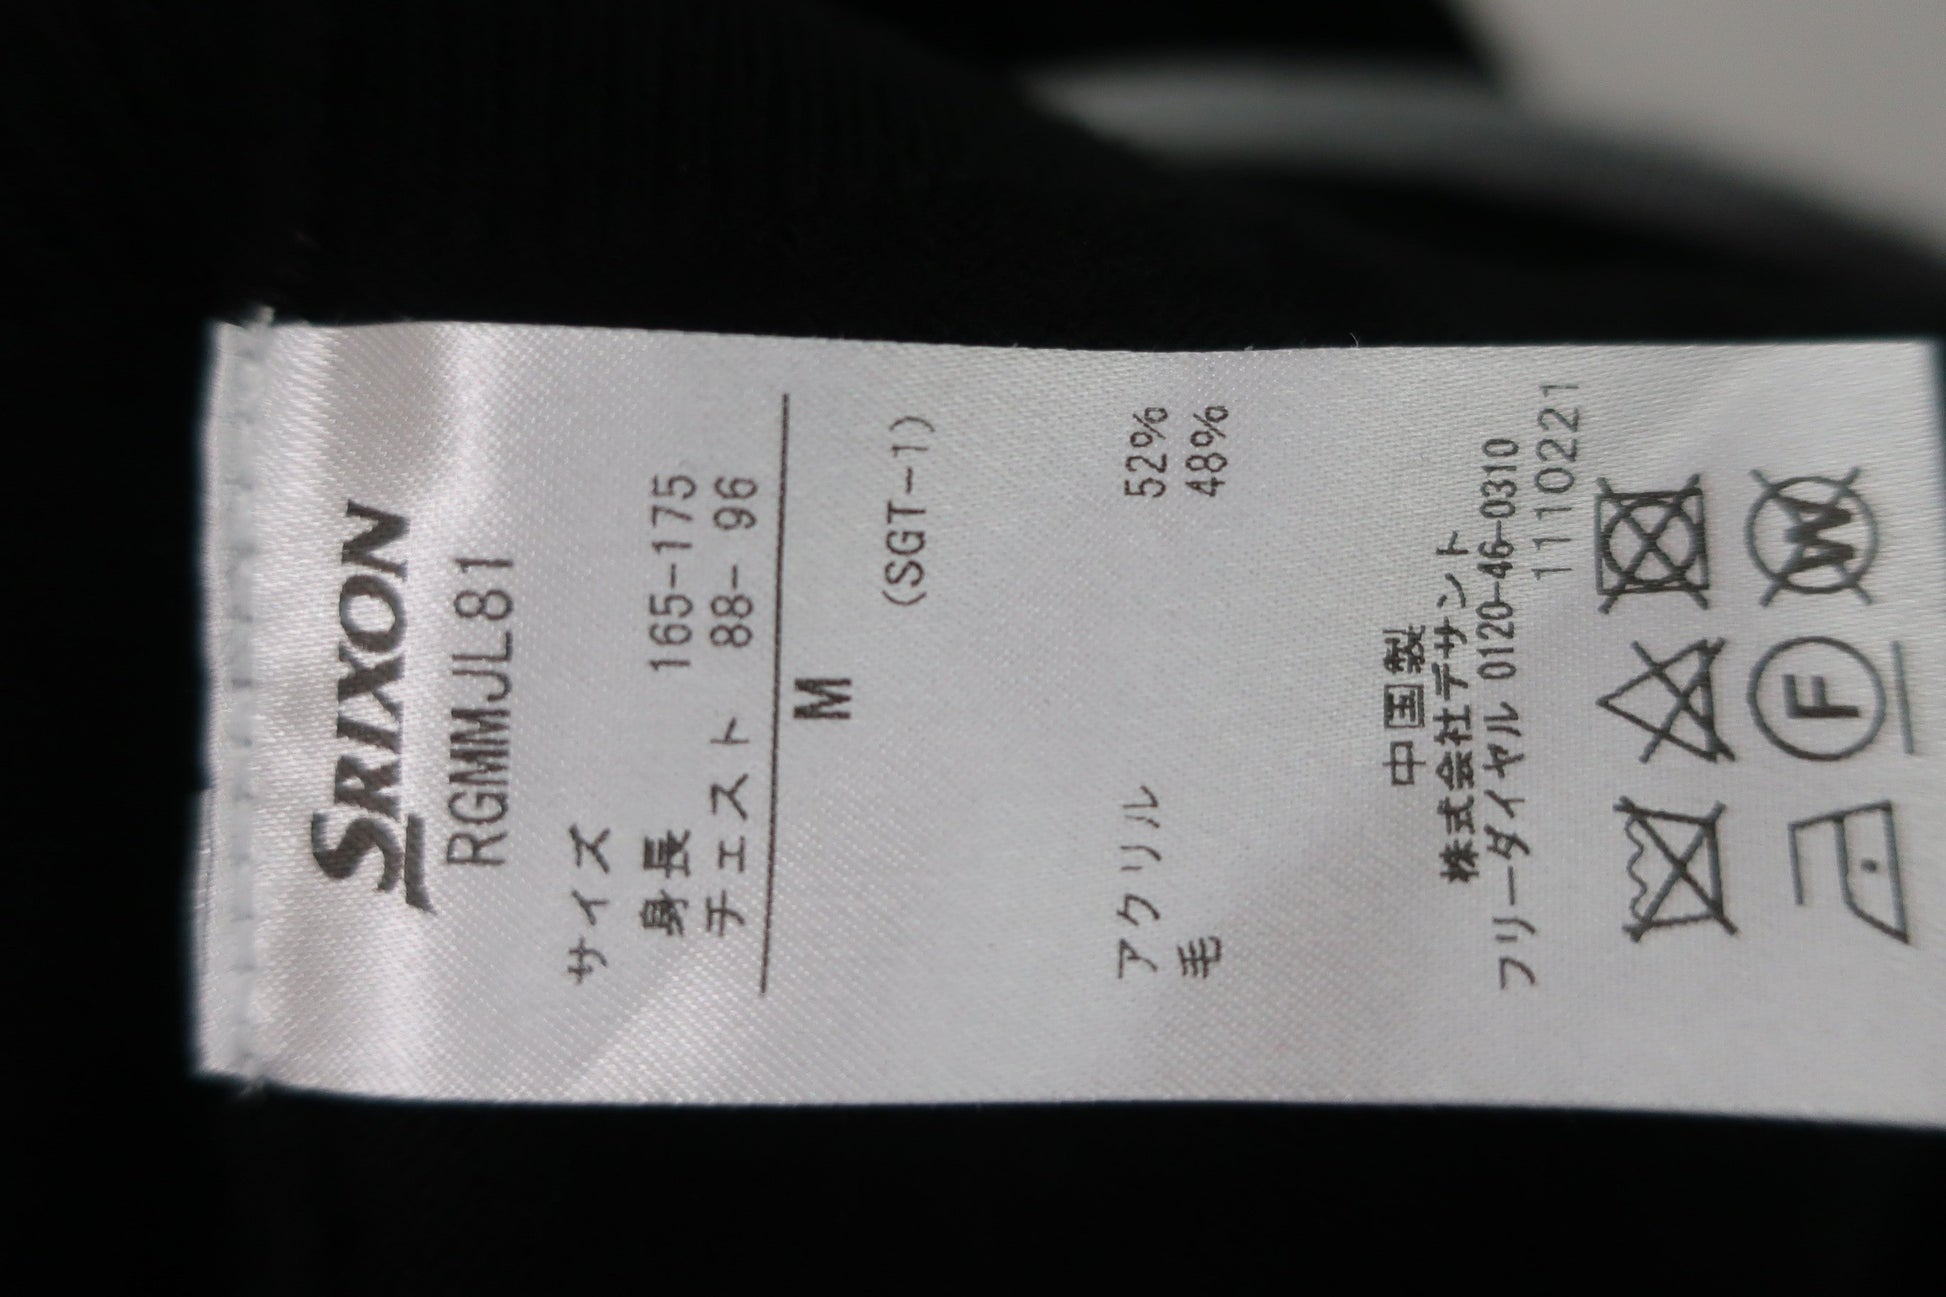 SRIXON
RGMMJL81
サイズ
身長 165-175
チェスト 88- 96
M
(SGT-1)
アクリル 52%
毛 48%
中国製
株式会社デサント
フリーダイヤル 0120-46-0310
1110221
W
F